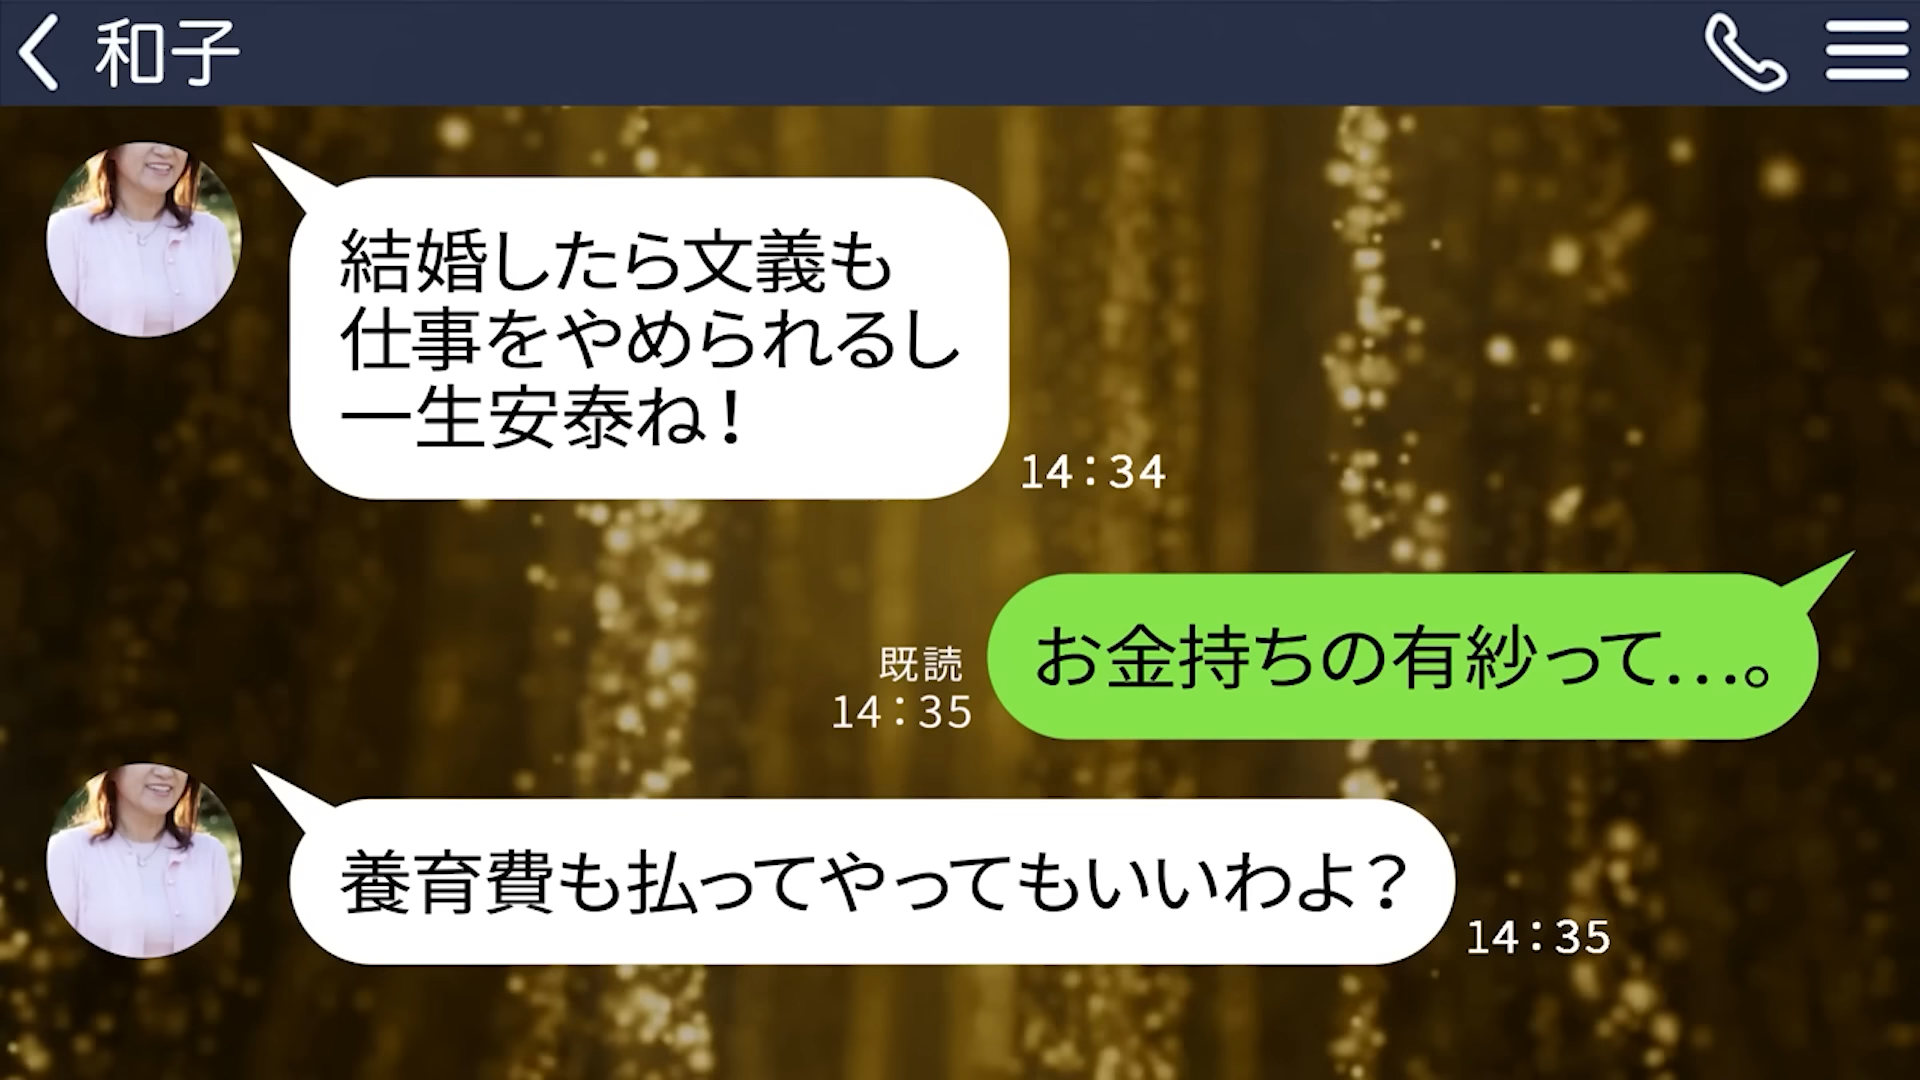 和子
結婚したら文義も
仕事をやめられるし
一生安泰ね！
14：34
お金持ちの有紗って…。
既読
14：35
養育費も払ってやってもいいわよ？
14：35